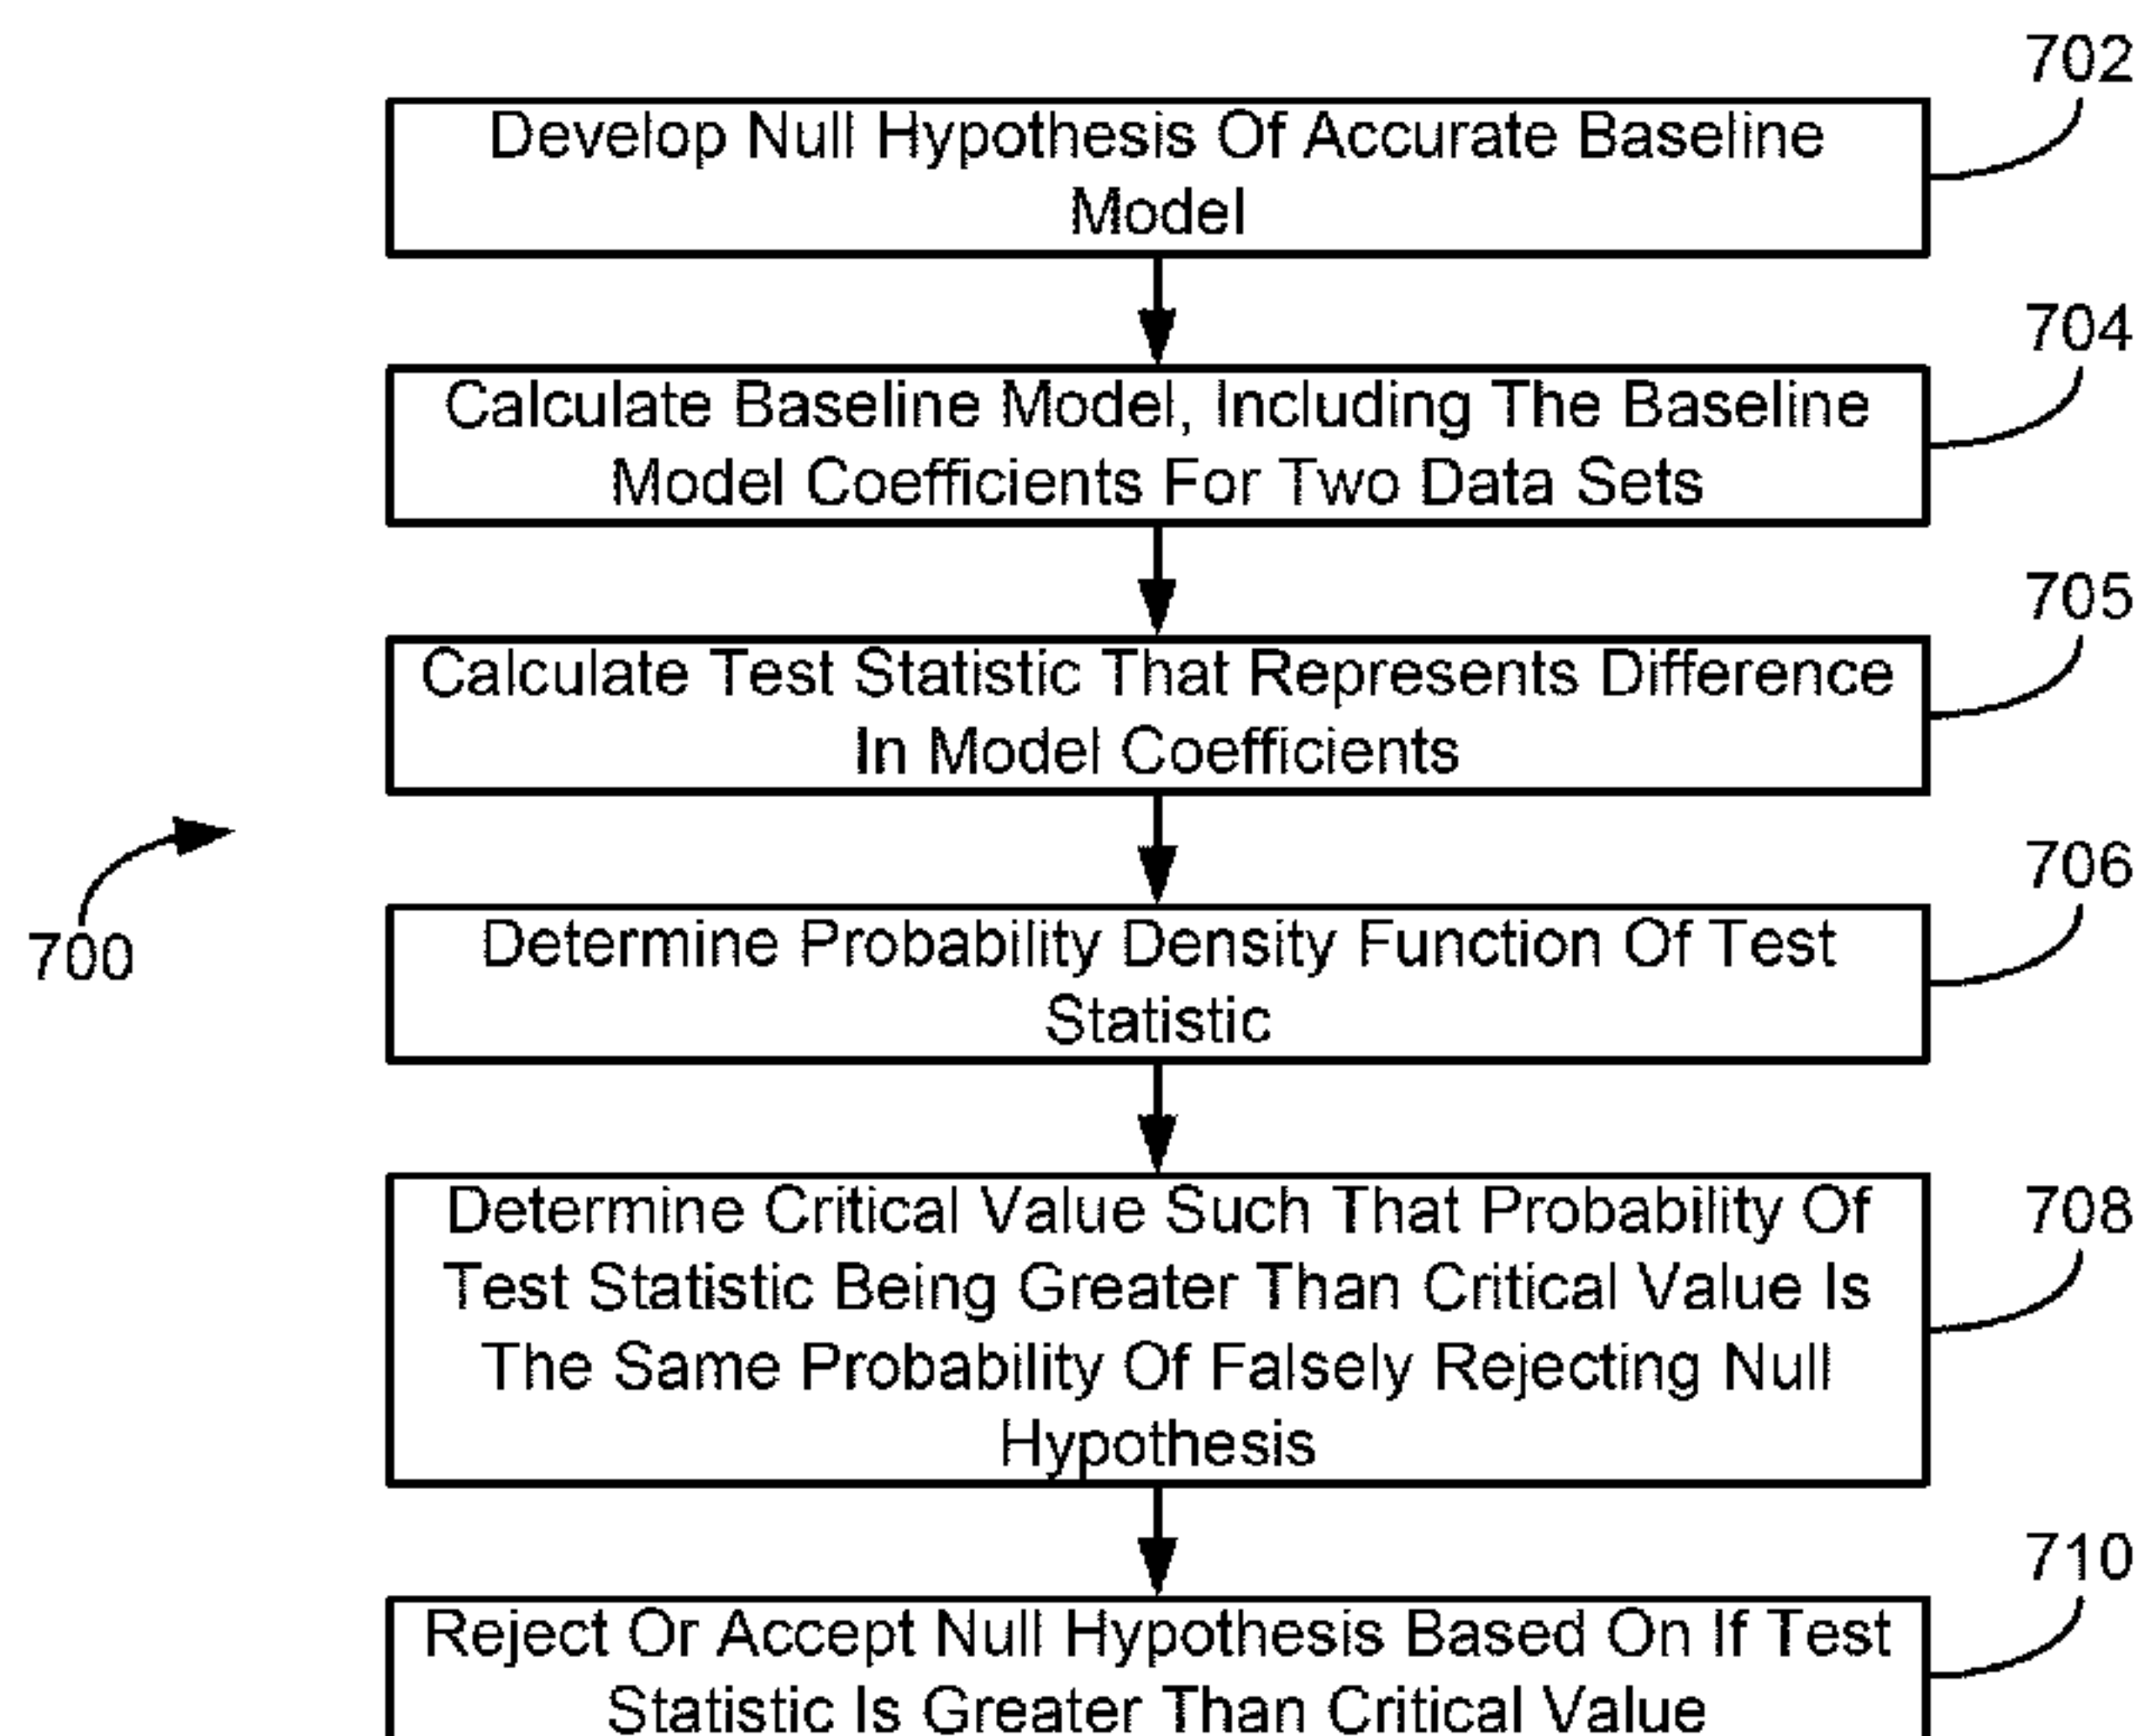 702
Develop Null Hypothesis Of Accurate Baseline
Model
704
Calculate Baseline Model, Including The Baseline
Model Coefficients For Two Data Sets
705
Calculate Test Statistic That Represents Difference
In Model Coefficients
700
706
Determine Probability Density Function Of Test
Statistic
708
Determine Critical Value Such That Probability Of
Test Statistic Being Greater Than Critical Value Is
The Same Probability Of Falsely Rejecting Null
Hypothesis
710
Reject Or Accept Null Hypothesis Based On If Test
Statistic Is Greater Than Critical Value